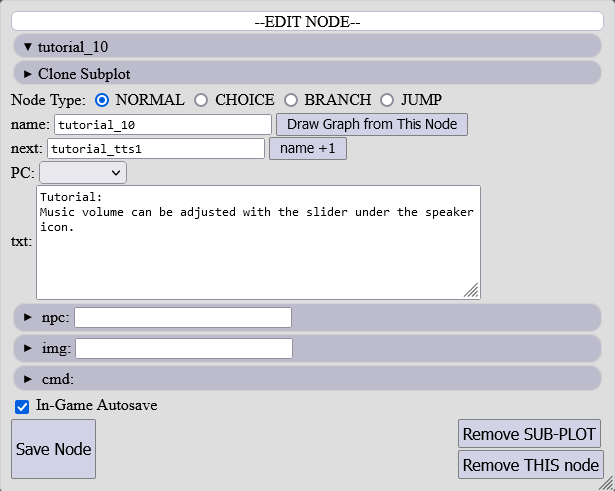 --EDIT NODE--
▼ tutorial_10
► Clone Subplot
Node Type: NORMAL CHOICE BRANCH JUMP
name: tutorial_10 Draw Graph from This Node
next: tutorial_tts1 name +1
PC:
txt: Tutorial:
Music volume can be adjusted with the slider under the speaker
icon.
► npc:
► img:
► cmd:
In-Game Autosave
Save Node
Remove SUB-PLOT
Remove THIS node